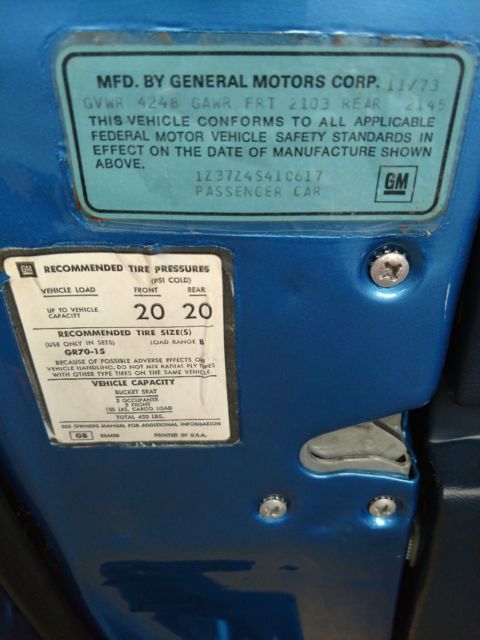 MFD. BY GENERAL MOTORS CORP. 11/73
GVWR 4248 GAWR FRT 2103 REAR 2145
THIS VEHICLE CONFORMS TO ALL APPLICABLE
FEDERAL MOTOR VEHICLE SAFETY STANDARDS IN
EFFECT ON THE DATE OF MANUFACTURE SHOWN
ABOVE.
1Z37Z4S410617
PASSENGER CAR
GM
GM RECOMMENDED TIRE PRESSURES
(PSI COLD)
VEHICLE LOAD FRONT REAR
UP TO VEHICLE
CAPACITY 20 20
RECOMMENDED TIRE SIZE(S)
(USE ONLY IN SETS) LOAD RANGE B
GR70-15
BECAUSE OF POSSIBLE ADVERSE EFFECTS ON
VEHICLE HANDLING, DO NOT MIX RADIAL PLY TIRES
WITH OTHER TYPE TIRES ON THE SAME VEHICLE.
VEHICLE CAPACITY
BUCKET SEAT
2 OCCUPANTS
2 FRONT
150 LBS. CARGO LOAD
TOTAL 450 LBS.
SEE OWNERS MANUAL FOR ADDITIONAL INFORMATION
GB PRINTED IN U.S.A.